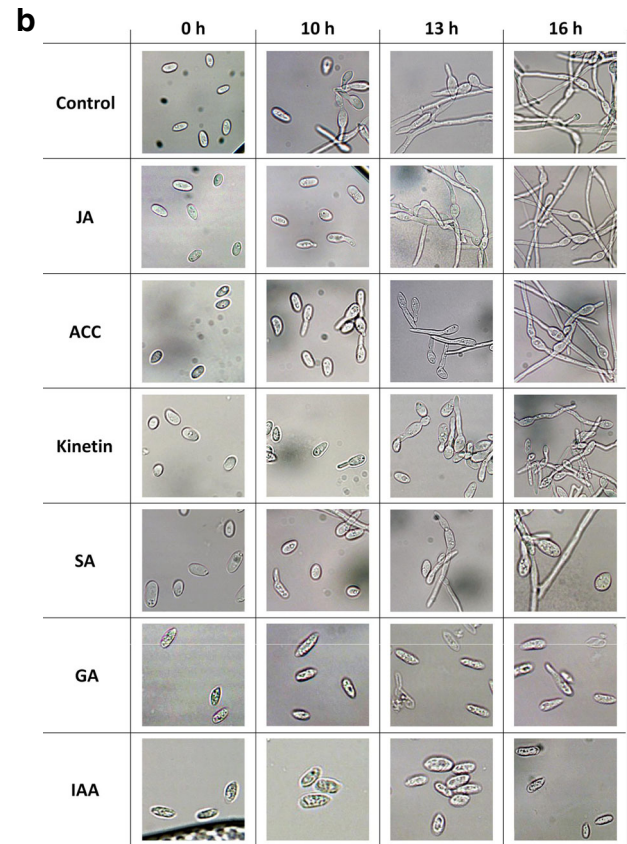 b
0 h 10 h 13 h 16 h
Control
JA
ACC
Kinetin
SA
GA
IAA